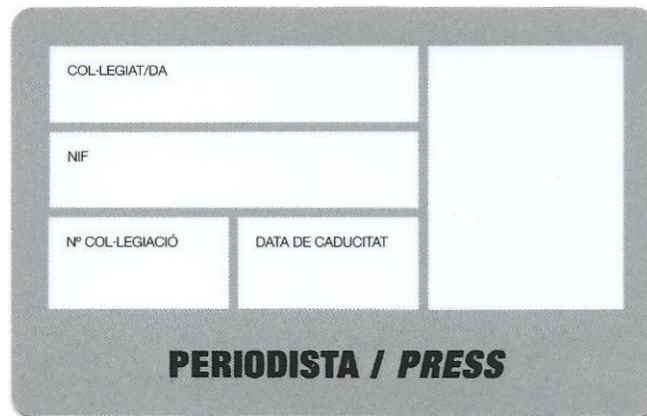 COL·LEGIAT/DA
NIF
Nº COL·LEGIACIÓ
DATA DE CADUCITAT
PERIODISTA / PRESS